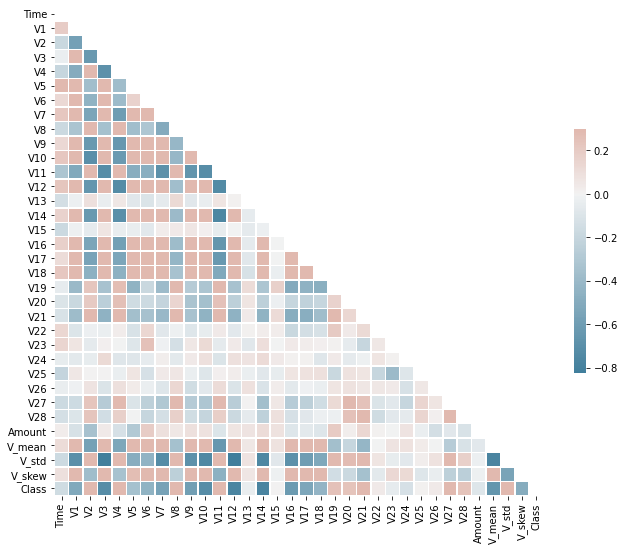 Time
V1
V2
V3
V4
V5
V6
V7
V8
V9
V10
V11
V12
V13
V14
V15
V16
V17
V18
V19
V20
V21
V22
V23
V24
V25
V26
V27
V28
Amount
V_mean
V_std
V_skew
Class
Time
V1
V2
V3
V4
V5
V6
V7
V8
V9
V10
V11
V12
V13
V14
V15
V16
V17
V18
V19
V20
V21
V22
V23
V24
V25
V26
V27
V28
Amount
V_mean
V_std
V_skew
Class
0.2
0.0
−0.2
−0.4
−0.6
−0.8